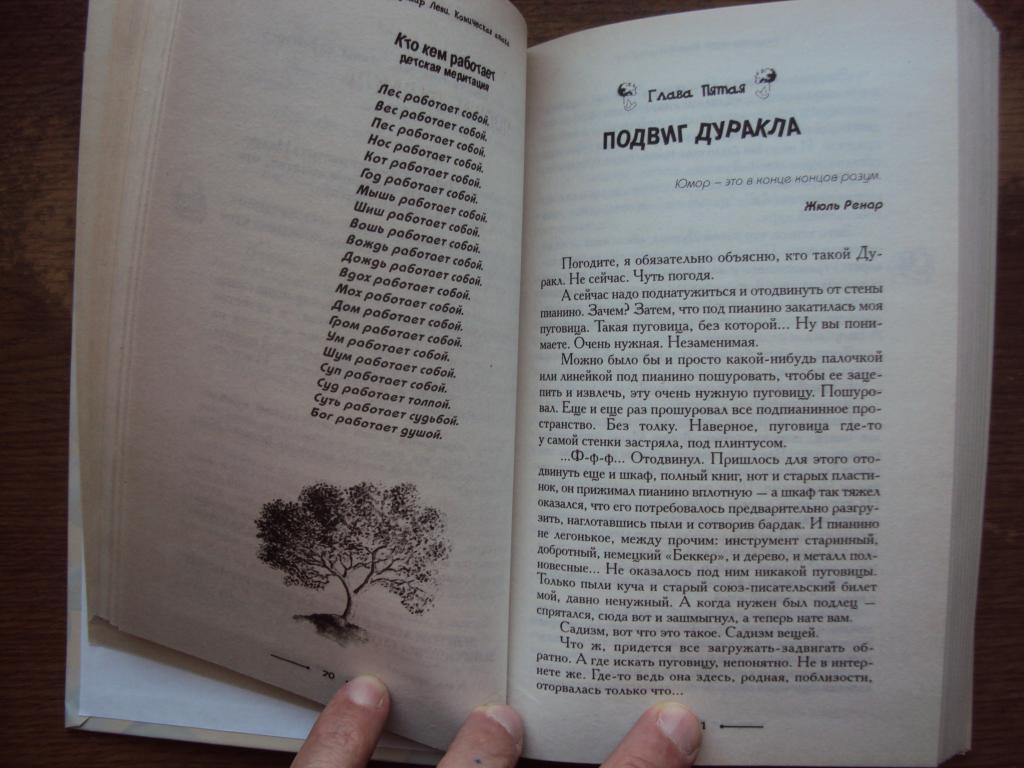 Леви. Комическая
Кто кем работает
детская медитация
Лес работает собой.
Вес работает собой.
Пес работает собой.
Нос работает собой.
Кот работает собой.
Год работает собой.
Мышь работает собой.
Шиш работает собой.
Вошь работает собой.
Вождь работает собой.
Дождь работает собой.
Вдох работает собой.
Мох работает собой.
Дом работает собой.
Гром работает собой.
Ум работает собой.
Шум работает собой.
Суп работает собой.
Суд работает толпой.
Суть работает судьбой.
Бог работает душой.
70
Глава Пятая
ПОДВИГ ДУРАКЛА
Юмор – это в конце концов разум.
Жюль Ренар
Погодите, я обязательно объясню, кто такой Ду-
ракл. Не сейчас. Чуть погодя.
А сейчас надо поднатужиться и отодвинуть от стены
пианино. Зачем? Затем, что под пианино закатилась моя
пуговица. Такая пуговица, без которой... Ну вы пони-
маете. Очень нужная. Незаменимая.
Можно было бы и просто какой-нибудь палочкой
или линейкой под пианино пошуровать, чтобы ее заце-
пить и извлечь, эту очень нужную пуговицу. Пошуро-
вал. Еще и еще раз прошуровал все подпианинное про-
странство. Без толку. Наверное, пуговица где-то
у самой стенки застряла, под плинтусом.
...Ф-ф-ф... Отодвинул. Пришлось для этого ото-
двинуть еще и шкаф, полный книг, нот и старых пласти-
нок, он прижимал пианино вплотную — а шкаф так тяжел
оказался, что его потребовалось предварительно разгру-
зить, наглотавшись пыли и сотворив бардак. И пианино
не легонькое, между прочим: инструмент старинный,
добротный, немецкий «Беккер», и дерево, и металл пол-
новесные... Не оказалось под ним никакой пуговицы.
Только пыли куча и старый союз-писательский билет
мой, давно ненужный. А когда нужен был подлец —
спрятался, сюда вот и зашмыгнул, а теперь нате вам.
Садизм, вот что это такое. Садизм вещей.
Что ж, придется все загружать-задвигать об-
ратно. А где искать пуговицу, непонятно. Не в интер-
нете же. Где-то ведь она здесь, родная, поблизости,
оторвалась только что...